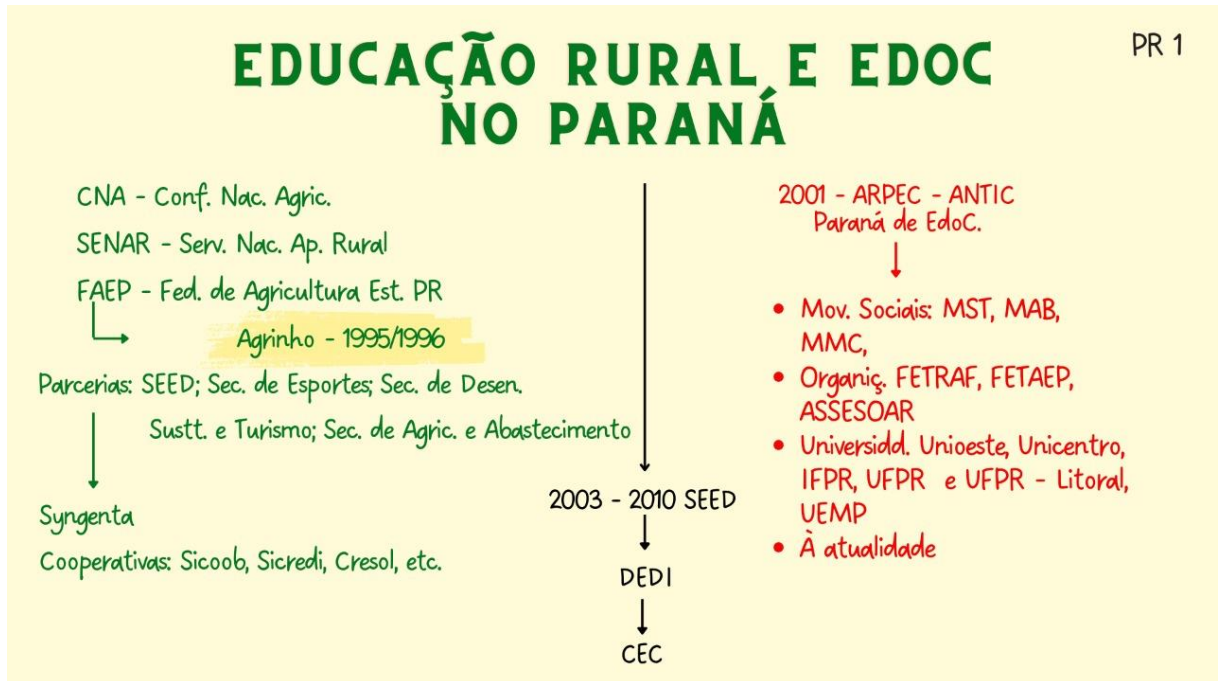 PR 1
EDUCAÇÃO RURAL E EDOC
NO PARANÁ
CNA - Conf. Nac. Agric.
SENAR - Serv. Nac. Ap. Rural
FAEP - Fed. de Agricultura Est. PR
Agrinho - 1995/1996
Parcerias: SEED; Sec. de Esportes; Sec. de Desen.
Sustt. e Turismo; Sec. de Agric. e Abastecimento
Syngenta
Cooperativas: Sicoob, Sicredi, Cresol, etc.
2003 - 2010 SEED
DEDI
CEC
2001 - ARPEC - ANTIC
Paraná de EdoC.
• Mov. Sociais: MST, MAB,
MMC,
• Organiç. FETRAF, FETAEP,
ASSESOAR
• Universidd. Unioeste, Unicentro,
IFPR, UFPR e UFPR - Litoral,
UEMP
• À atualidade